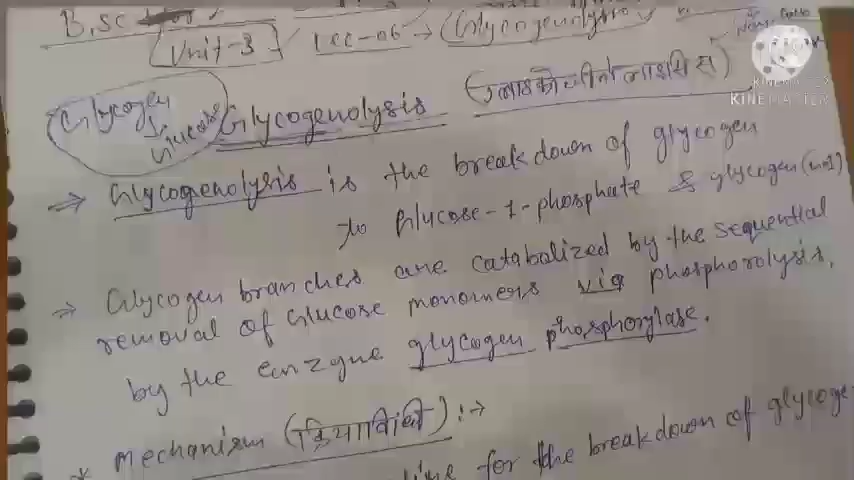 B.sc
Unit-3 Lec-06 → (Glycogenolysis)
KINEMASTER
KINEMASTER
Glycogen
↓
Glucose
Glycogenolysis (ग्लाइकोजीनोलाइसिस)
⇒ Glycogenolysis is the breakdown of glycogen
to Glucose-1-phosphate & glycogen (n-1)
⇒ Glycogen branches are catabolized by the sequential
removal of Glucose monomers via phosphorolysis,
by the enzyme glycogen phosphorylase.
* Mechanism (क्रियाविधि) :→
for the breakdown of glycoge